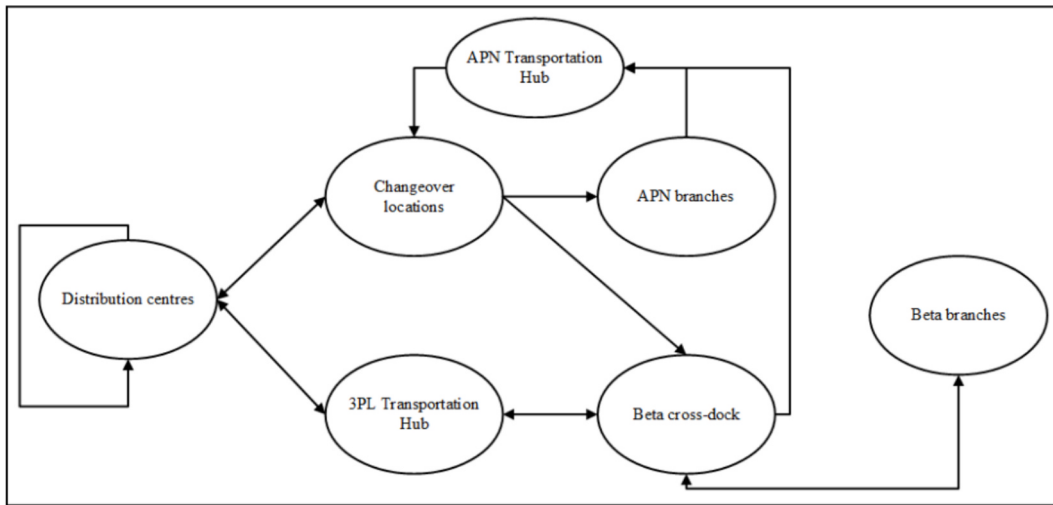 APN Transportation
Hub
Changeover
locations
APN branches
Distribution centres
Beta branches
3PL Transportation
Hub
Beta cross-dock